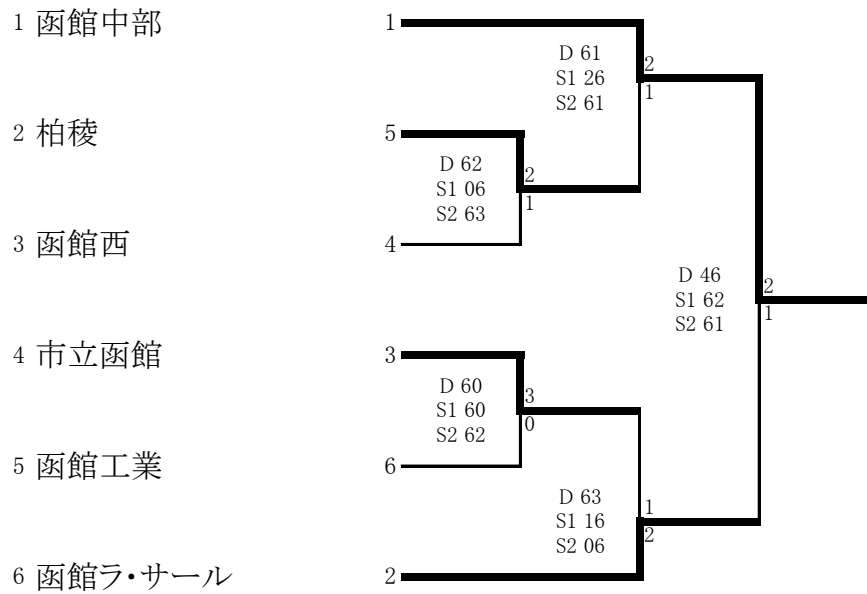 1 函館中部 1
D 61
S1 26
S2 61
2
1
2 柏稜 5
D 62
S1 06
S2 63
2
1
3 函館西 4
D 46
S1 62
S2 61
2
1
4 市立函館 3
D 60
S1 60
S2 62
3
0
5 函館工業 6
D 63
S1 16
S2 06
1
2
6 函館ラ・サール 2